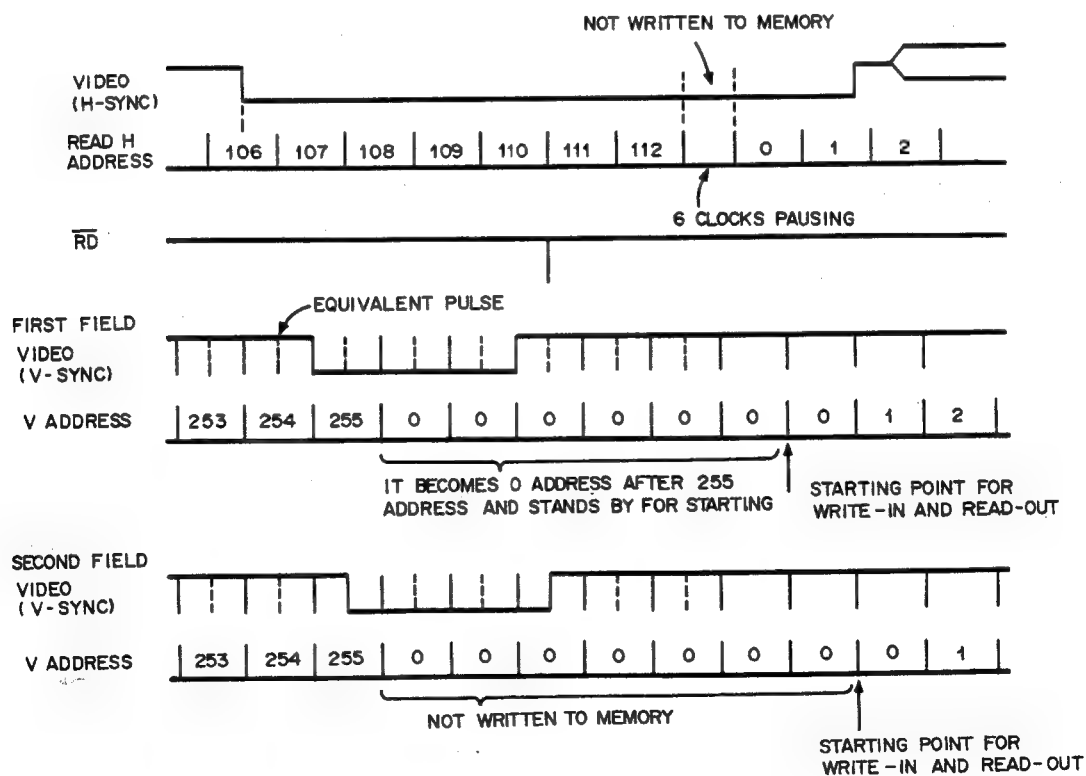 NOT WRITTEN TO MEMORY
VIDEO
(H-SYNC)
READ H
ADDRESS
106 107 108 109 110 111 112 0 1 2
6 CLOCKS PAUSING
RD
EQUIVALENT PULSE
FIRST FIELD
VIDEO
(V-SYNC)
V ADDRESS
253 254 255 0 0 0 0 0 0 0 1 2
IT BECOMES 0 ADDRESS AFTER 255
ADDRESS AND STANDS BY FOR STARTING
STARTING POINT FOR
WRITE-IN AND READ-OUT
SECOND FIELD
VIDEO
(V-SYNC)
V ADDRESS
253 254 255 0 0 0 0 0 0 0 0 1
NOT WRITTEN TO MEMORY
STARTING POINT FOR
WRITE-IN AND READ-OUT